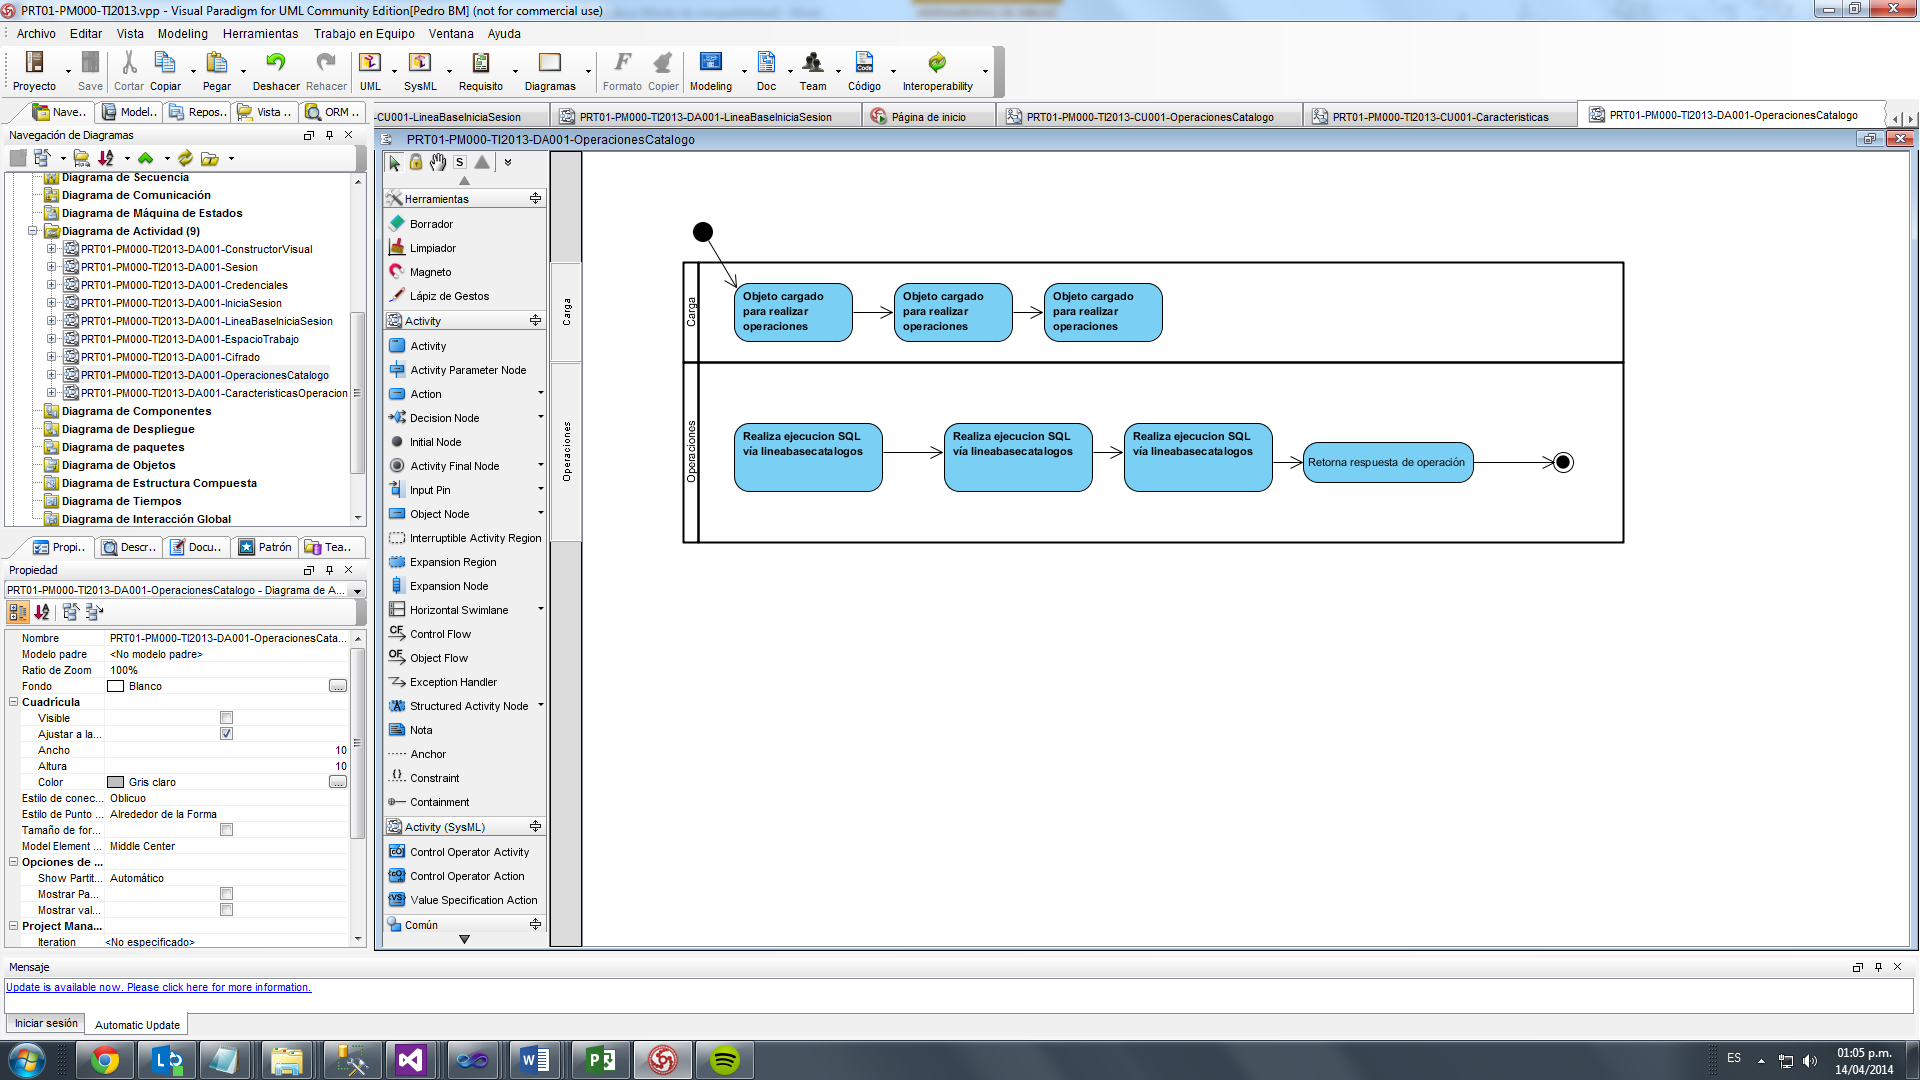 PRT01-PM000-TI2013.vpp - Visual Paradigm for UML Community Edition[Pedro BM] (not for commercial use)
Archivo Editar Vista Modeling Herramientas Trabajo en Equipo Ventana Ayuda
Proyecto Save Cortar Copiar Pegar Deshacer Rehacer UML SysML Requisito Diagramas Formato Copier Modeling Doc Team Código Interoperability
Nave.. Model.. Repos.. Vista .. ORM ..
-CU001-LineaBaseIniciaSesion PRT01-PM000-TI2013-DA001-LineaBaseIniciaSesion Página de inicio PRT01-PM000-TI2013-CU001-OperacionesCatalogo PRT01-PM000-TI2013-CU001-Caracteristicas PRT01-PM000-TI2013-DA001-OperacionesCatalogo
Navegación de Diagramas
Diagrama de Secuencia
Diagrama de Comunicación
Diagrama de Máquina de Estados
Diagrama de Actividad (9)
PRT01-PM000-TI2013-DA001-ConstructorVisual
PRT01-PM000-TI2013-DA001-Sesion
PRT01-PM000-TI2013-DA001-Credenciales
PRT01-PM000-TI2013-DA001-IniciaSesion
PRT01-PM000-TI2013-DA001-LineaBaseIniciaSesion
PRT01-PM000-TI2013-DA001-EspacioTrabajo
PRT01-PM000-TI2013-DA001-Cifrado
PRT01-PM000-TI2013-DA001-OperacionesCatalogo
PRT01-PM000-TI2013-DA001-CaracteristicasOperacion
Diagrama de Componentes
Diagrama de Despliegue
Diagrama de paquetes
Diagrama de Objetos
Diagrama de Estructura Compuesta
Diagrama de Tiempos
Diagrama de Interacción Global
Propi.. Descr.. Docu.. Patrón Tea..
Propiedad
PRT01-PM000-TI2013-DA001-OperacionesCatalogo - Diagrama de A...
Nombre PRT01-PM000-TI2013-DA001-OperacionesCata...
Modelo padre <No modelo padre>
Ratio de Zoom 100%
Fondo Blanco
Cuadrícula
Visible
Ajustar a la...
Ancho 10
Altura 10
Color Gris claro
Estilo de conec... Oblicuo
Estilo de Punto ... Alrededor de la Forma
Tamaño de for...
Model Element ... Middle Center
Opciones de ...
Show Partit... Automático
Mostrar Pa...
Mostrar val...
Project Mana...
Iteration <No especificado>
PRT01-PM000-TI2013-DA001-OperacionesCatalogo
S
Herramientas
Borrador
Limpiador
Magneto
Lápiz de Gestos
Activity
Activity
Activity Parameter Node
Action
Decision Node
Initial Node
Activity Final Node
Input Pin
Object Node
Interruptible Activity Region
Expansion Region
Expansion Node
Horizontal Swimlane
Control Flow
Object Flow
Exception Handler
Structured Activity Node
Nota
Anchor
Constraint
Containment
Activity (SysML)
Control Operator Activity
Control Operator Action
Value Specification Action
Común
Carga
Operaciones
Carga
Objeto cargado
para realizar
operaciones
Objeto cargado
para realizar
operaciones
Objeto cargado
para realizar
operaciones
Operaciones
Realiza ejecucion SQL
vía lineabasecatalogos
Realiza ejecucion SQL
vía lineabasecatalogos
Realiza ejecucion SQL
vía lineabasecatalogos
Retorna respuesta de operación
Mensaje
Update is available now. Please click here for more information.
Iniciar sesión Automatic Update
ES
01:05 p.m.
14/04/2014